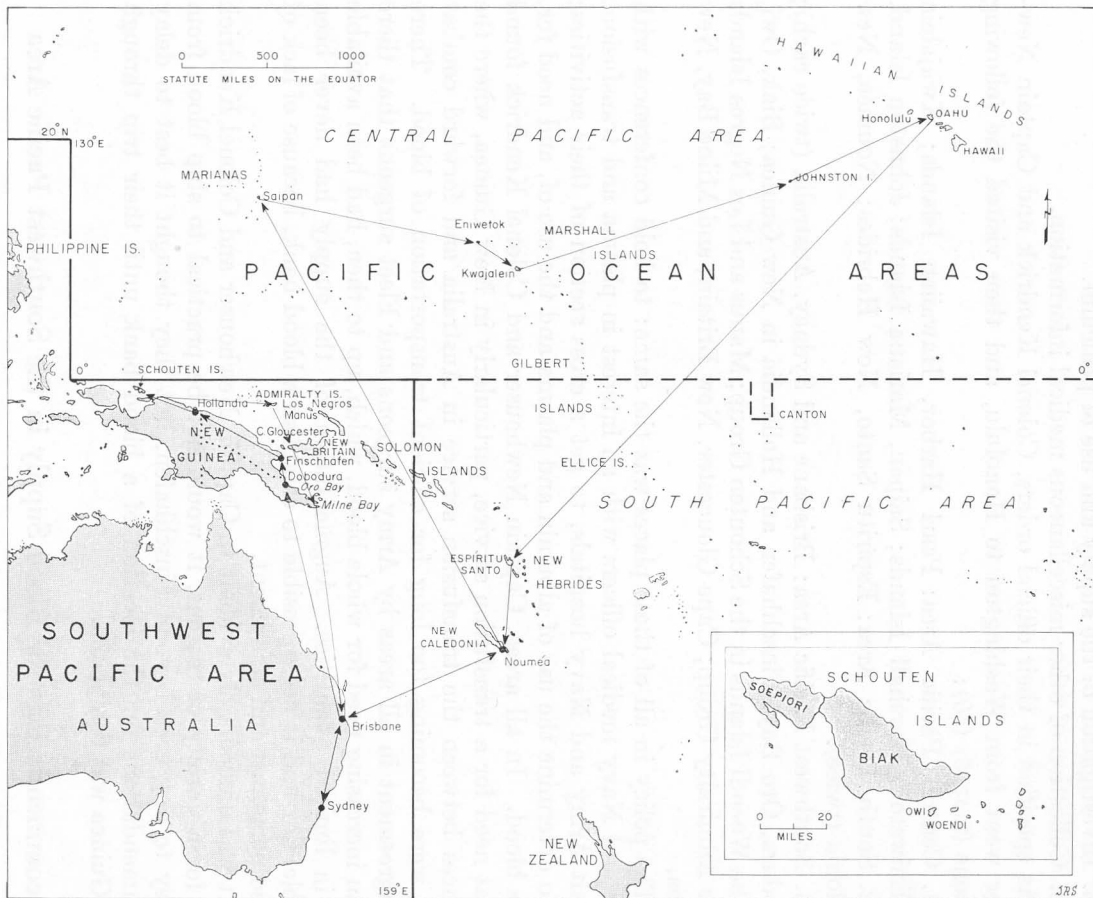 0 500 1000
STATUTE MILES ON THE EQUATOR
HAWAIIAN ISLANDS
Honolulu
OAHU
HAWAII
20°N
130°E
CENTRAL PACIFIC AREA
JOHNSTON I.
MARIANAS
Saipan
Eniwetok
MARSHALL
ISLANDS
Kwajalein
PHILIPPINE IS.
PACIFIC OCEAN AREAS
GILBERT
0°
0°
SCHOUTEN IS.
ISLANDS
CANTON
Hollandia
ADMIRALTY IS.
Los Negros
Manus
C. Gloucester
NEW
BRITAIN
NEW
GUINEA
Finschhafen
SOLOMON
ISLANDS
ELLICE IS.
Dobodura
Oro Bay
Milne Bay
SOUTH PACIFIC AREA
ESPIRITU
SANTO
NEW
HEBRIDES
NEW
CALEDONIA
Nouméa
SOUTHWEST
PACIFIC AREA
AUSTRALIA
Brisbane
Sydney
159°E
NEW
ZEALAND
SCHOUTEN
ISLANDS
SOEPIORI
BIAK
OWI
WOENDI
0 20
MILES
JRS